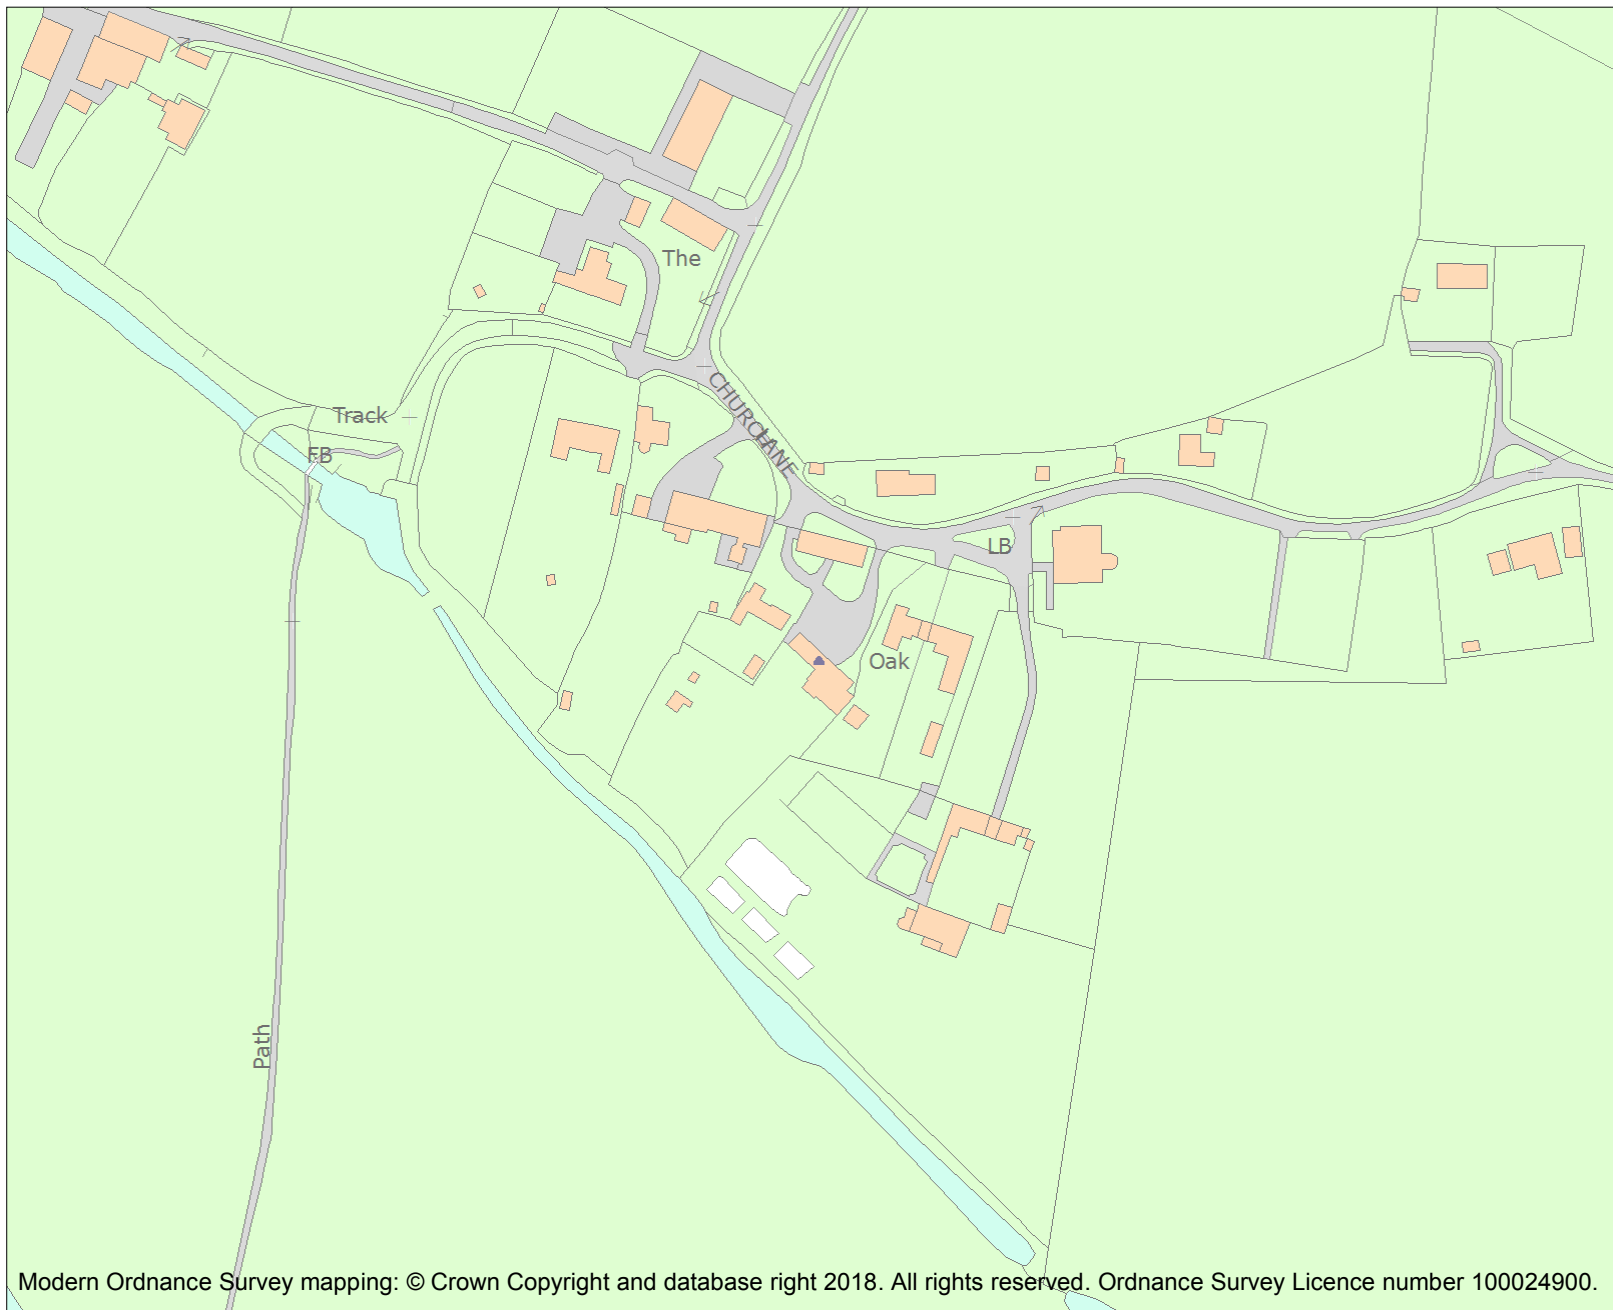 The
CHURCH LANE
Track
FB
LB
Oak
Path
Modern Ordnance Survey mapping: © Crown Copyright and database right 2018. All rights reserved. Ordnance Survey Licence number 100024900.